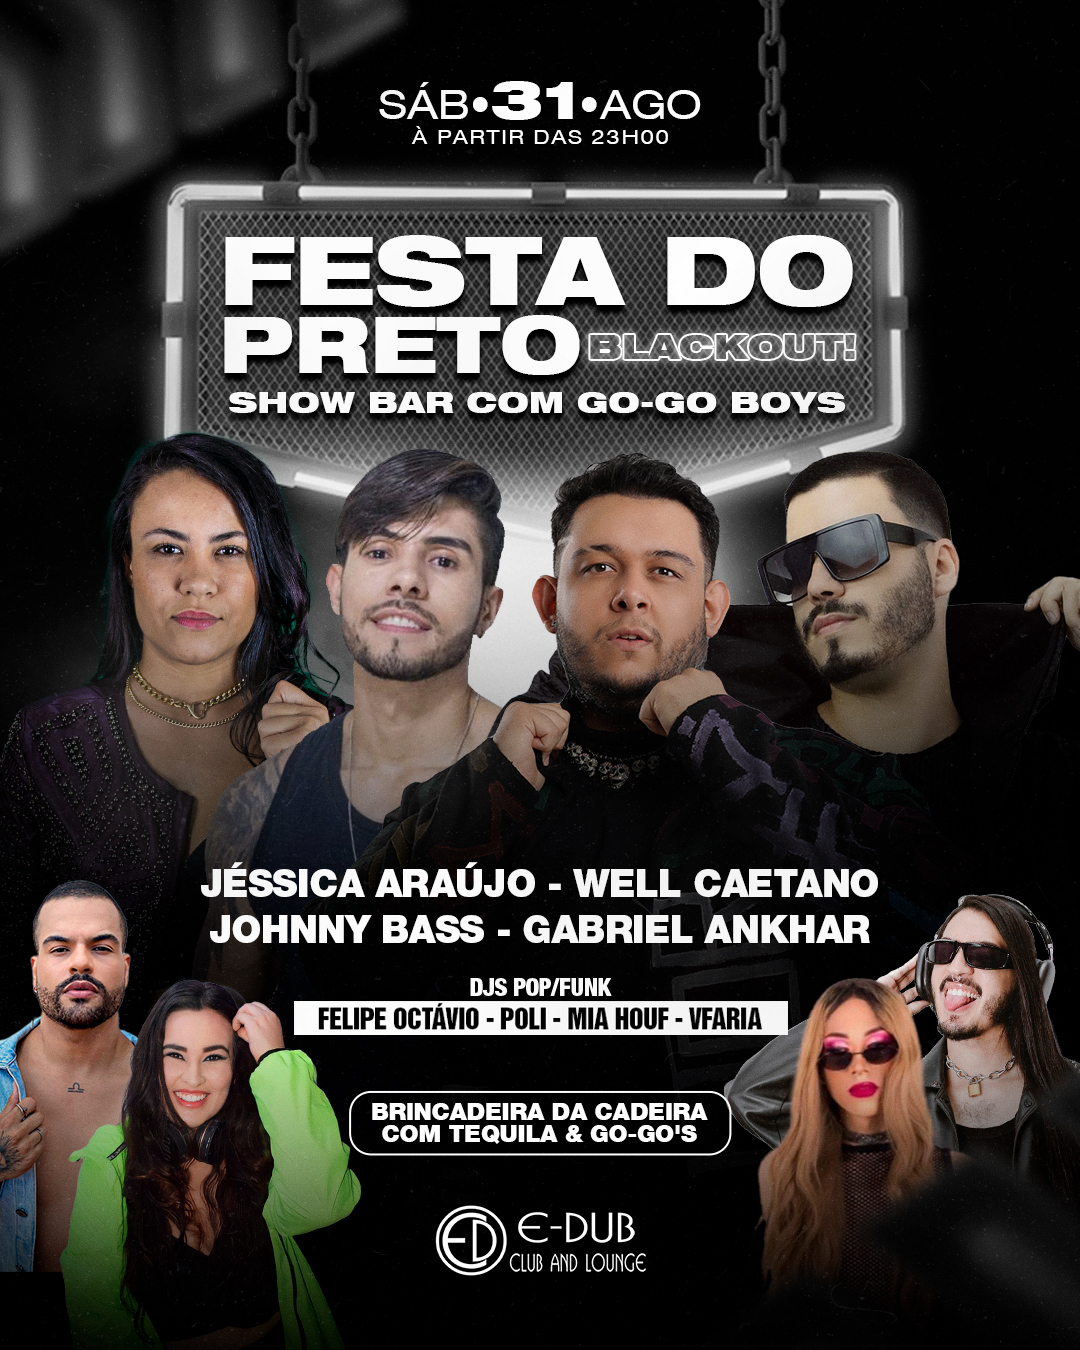 SÁB•31•AGO
À PARTIR DAS 23H00
FESTA DO
PRETO BLACKOUT!
SHOW BAR COM GO-GO BOYS
JÉSSICA ARAÚJO - WELL CAETANO
JOHNNY BASS - GABRIEL ANKHAR
DJS POP/FUNK
FELIPE OCTÁVIO - POLI - MIA HOUF - VFARIA
BRINCADEIRA DA CADEIRA
COM TEQUILA & GO-GO'S
ED E-DUB
CLUB AND LOUNGE